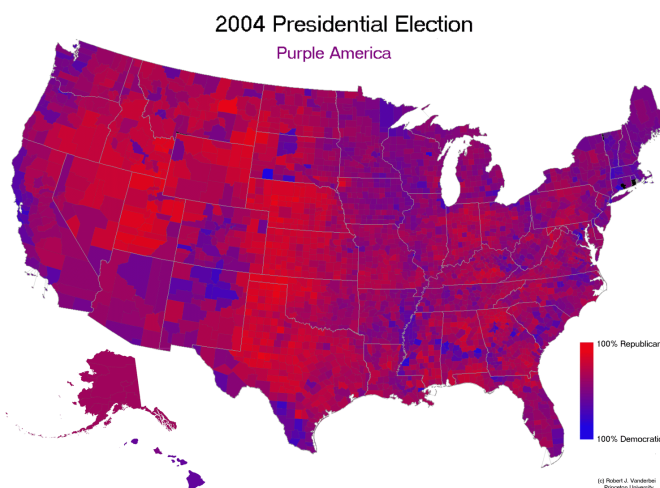 2004 Presidential Election
Purple America
100% Republican
100% Democratic
(c) Robert J. Vanderbei
Princeton University